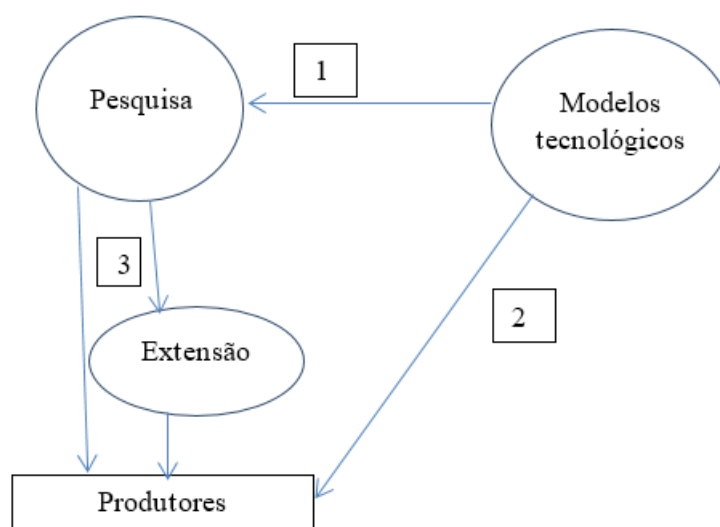 1
Pesquisa
Modelos
tecnológicos
3
2
Extensão
Produtores